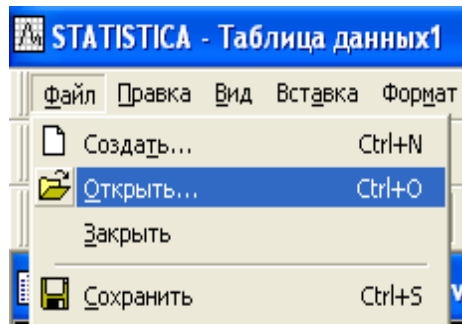 STATISTICA - Таблица данных1
Файл Правка Вид Вставка Формат
Создать... Ctrl+N
Открыть... Ctrl+O
Закрыть
Сохранить Ctrl+S